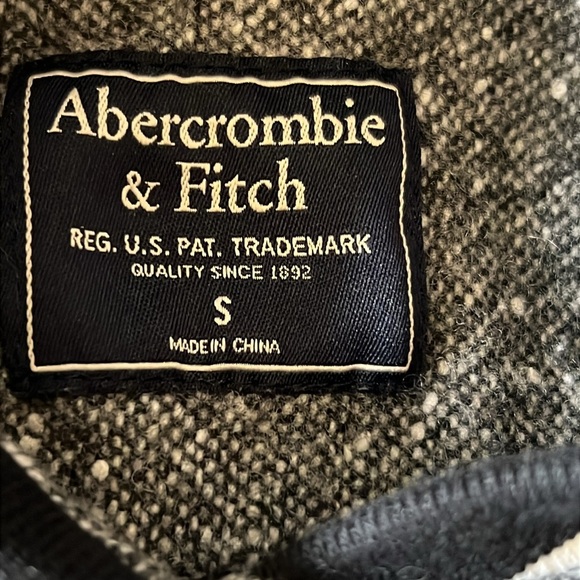 Abercrombie
& Fitch
REG. U.S. PAT. TRADEMARK
QUALITY SINCE 1892
S
MADE IN CHINA